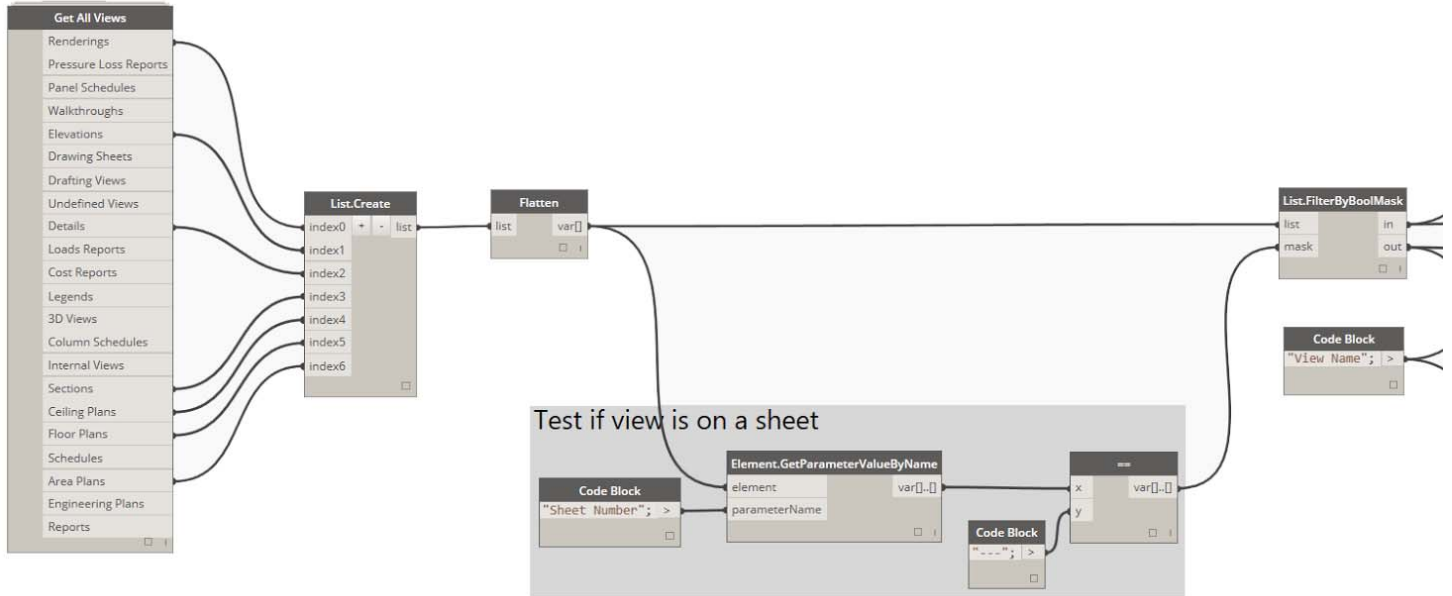 Get All Views
Renderings
Pressure Loss Reports
Panel Schedules
Walkthroughs
Elevations
Drawing Sheets
Drafting Views
Undefined Views
Details
Loads Reports
Cost Reports
Legends
3D Views
Column Schedules
Internal Views
Sections
Ceiling Plans
Floor Plans
Schedules
Area Plans
Engineering Plans
Reports
List.Create
index0 + - list
index1
index2
index3
index4
index5
index6
Flatten
list var[]
Test if view is on a sheet
Code Block
"Sheet Number"; >
Element.GetParameterValueByName
element var[]..[]
parameterName
Code Block
"---"; >
==
x var[]..[]
y
List.FilterByBoolMask
list in
mask out
Code Block
"View Name"; >